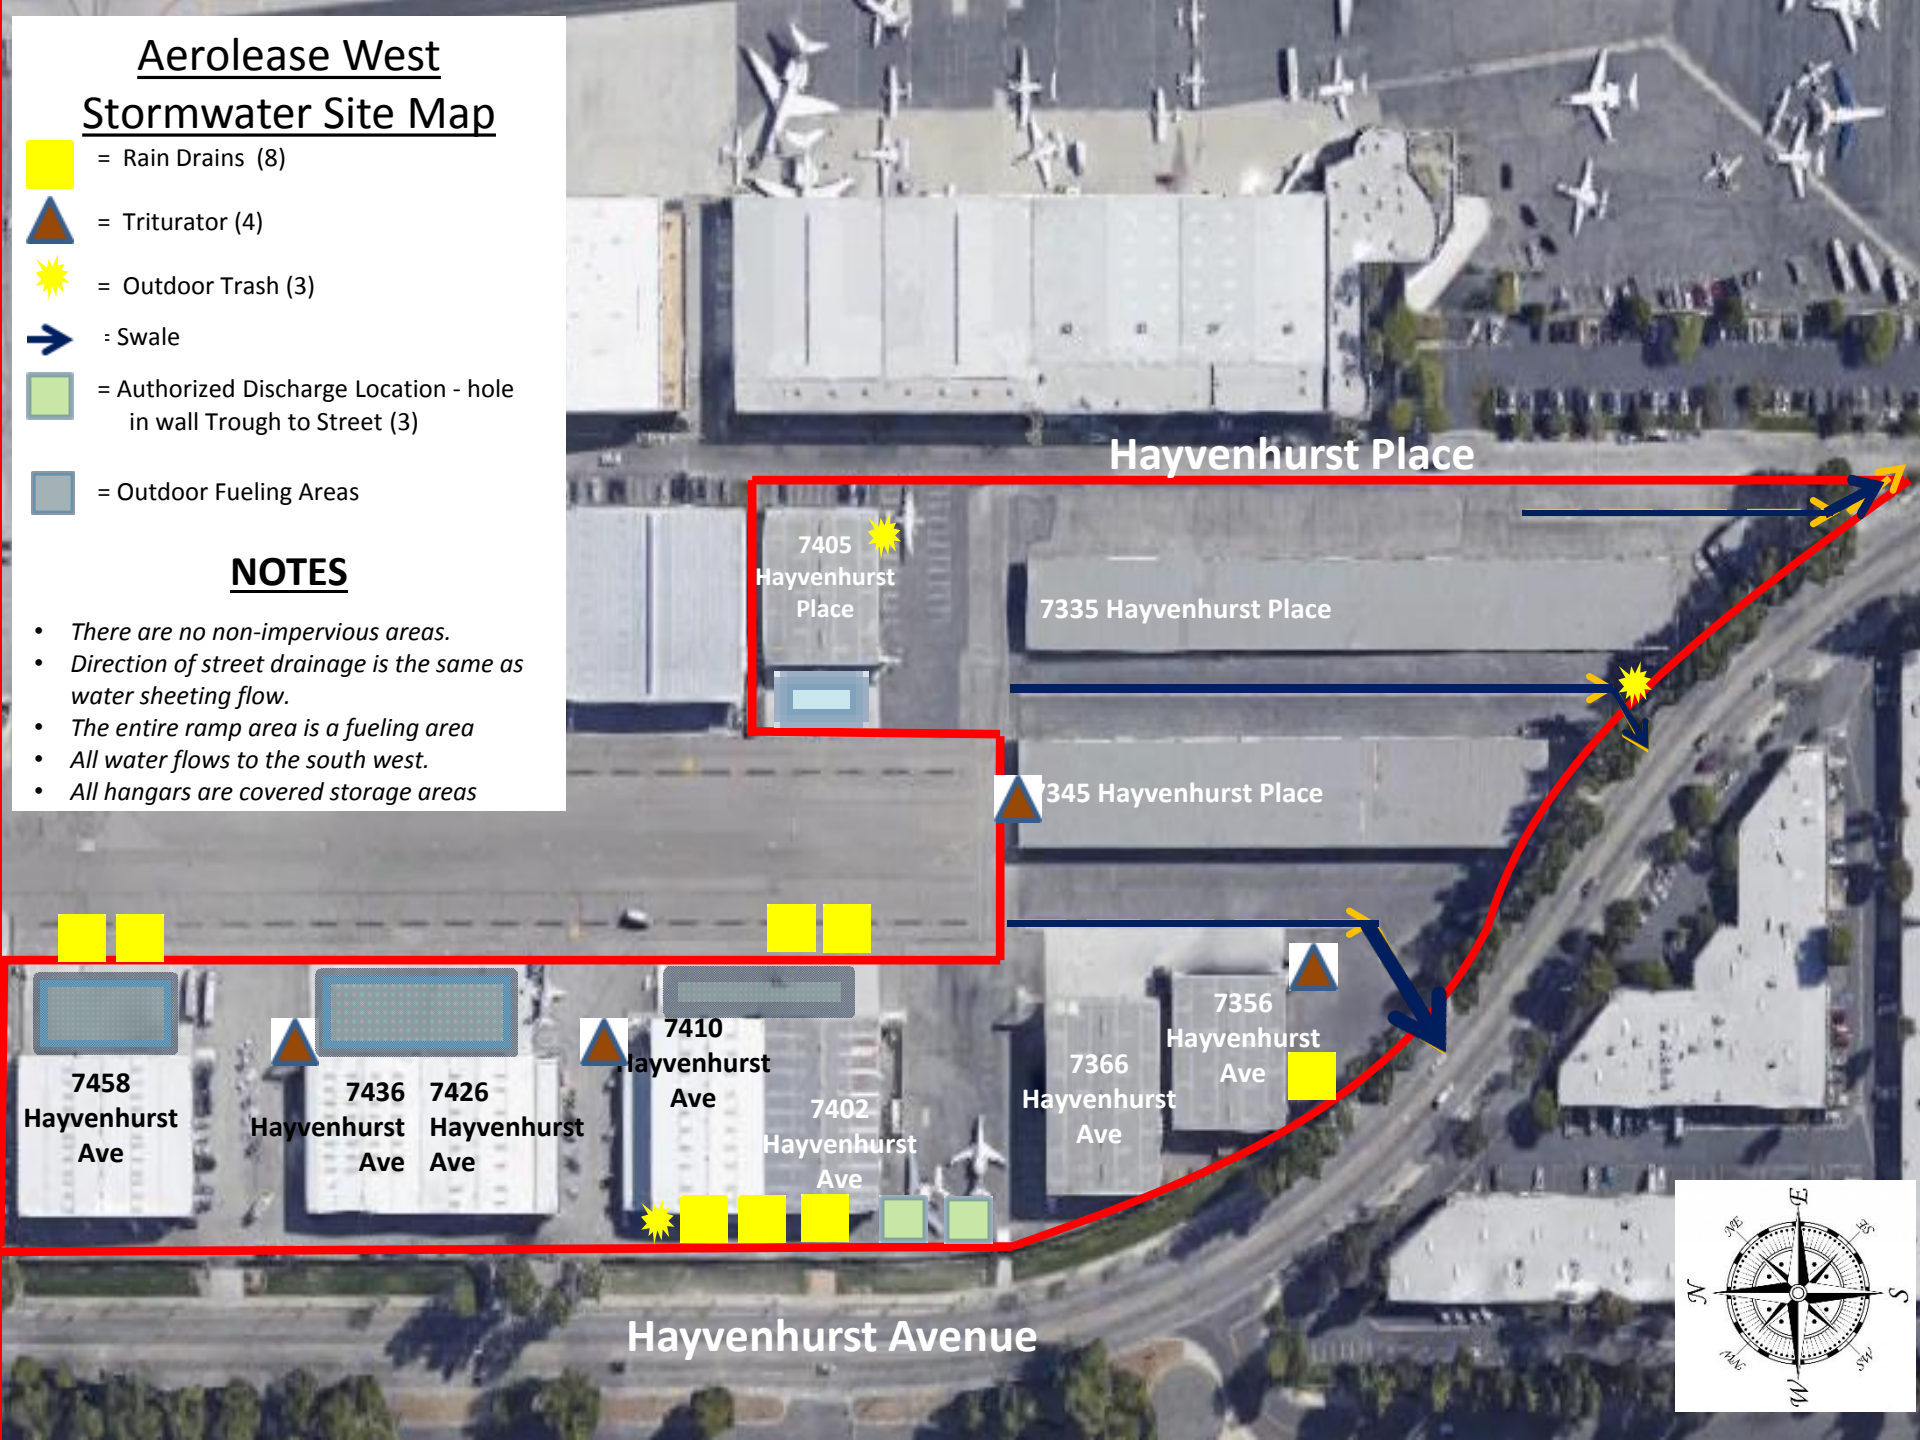 Aerolease West
Stormwater Site Map
= Rain Drains (8)
= Triturator (4)
= Outdoor Trash (3)
: Swale
= Authorized Discharge Location - hole
in wall Trough to Street (3)
= Outdoor Fueling Areas
NOTES
• There are no non-impervious areas.
• Direction of street drainage is the same as
water sheeting flow.
• The entire ramp area is a fueling area
• All water flows to the south west.
• All hangars are covered storage areas
Hayvenhurst Place
7405
Hayvenhurst
Place
7335 Hayvenhurst Place
7345 Hayvenhurst Place
7458
Hayvenhurst
Ave
7436
Hayvenhurst
Ave
7426
Hayvenhurst
Ave
7410
Hayvenhurst
Ave
7402
Hayvenhurst
Ave
7366
Hayvenhurst
Ave
7356
Hayvenhurst
Ave
Hayvenhurst Avenue
E
NE
SE
N
S
NW
SW
W